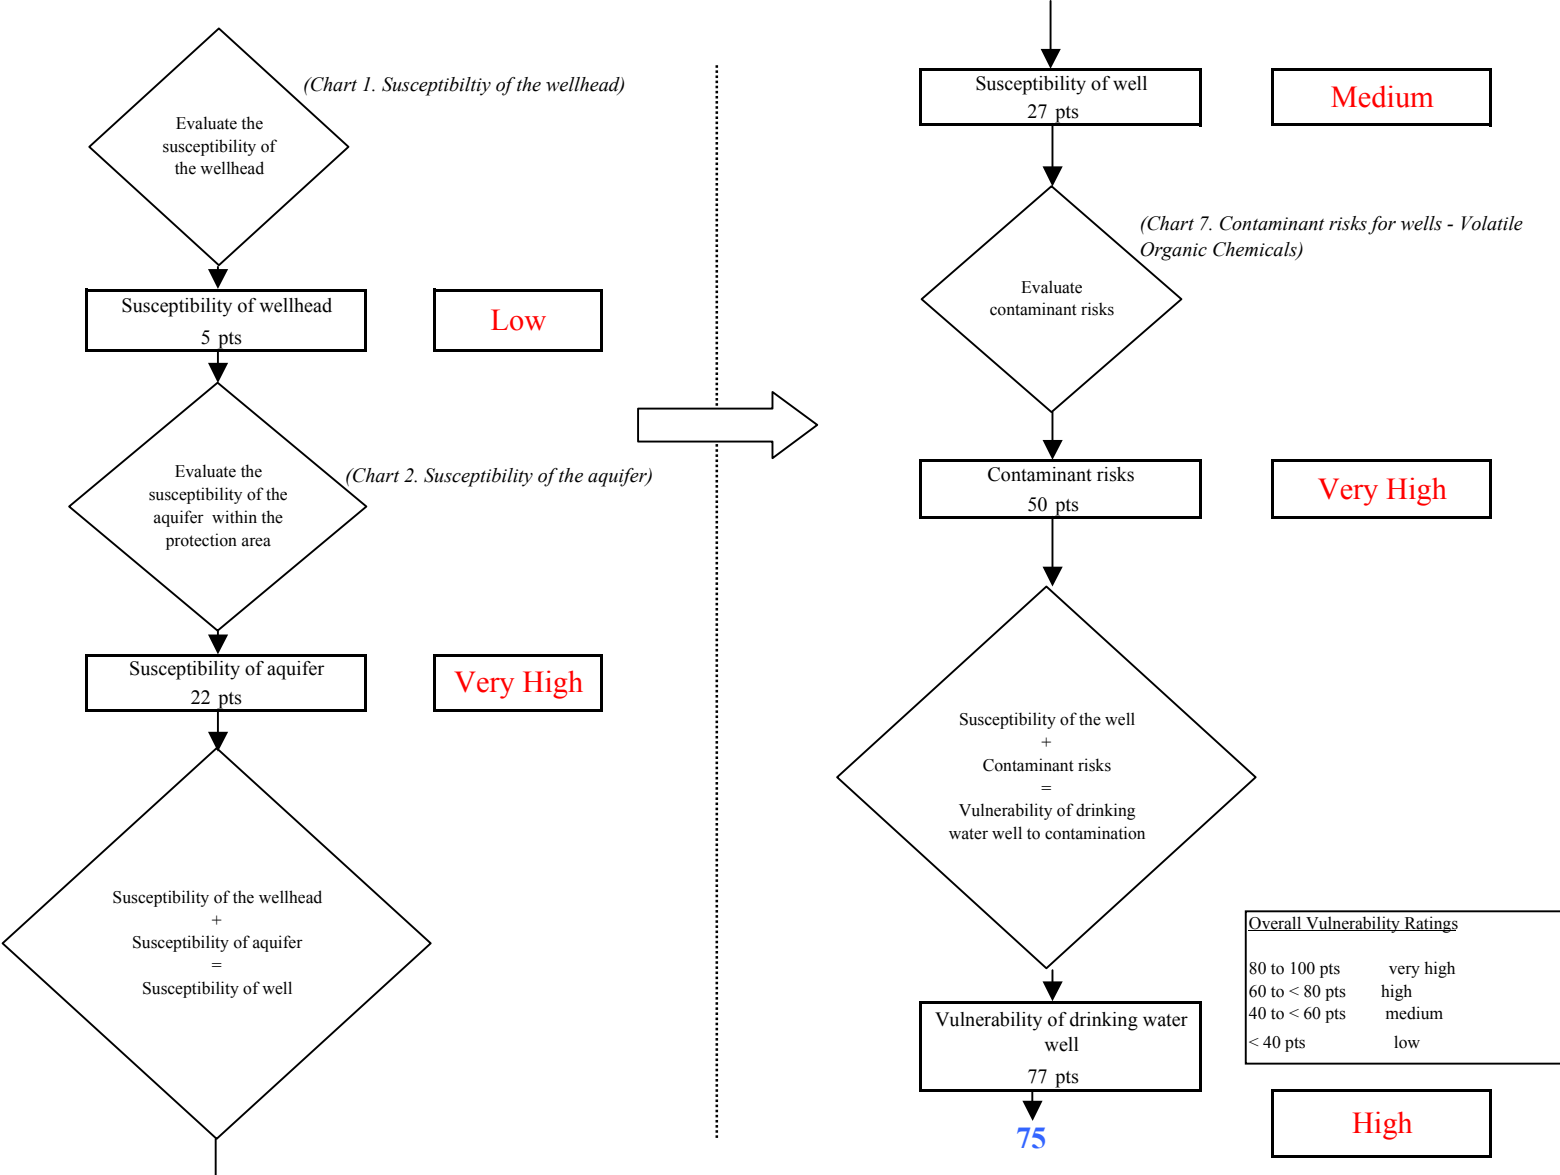 (Chart 1. Susceptibiltiy of the wellhead)
Evaluate the
susceptibility of
the wellhead
Susceptibility of wellhead
5 pts
Low
Evaluate the
susceptibility of the
aquifer within the
protection area
(Chart 2. Susceptibility of the aquifer)
Susceptibility of aquifer
22 pts
Very High
Susceptibility of the wellhead
+
Susceptibility of aquifer
=
Susceptibility of well
Susceptibility of well
27 pts
Medium
(Chart 7. Contaminant risks for wells - Volatile
Organic Chemicals)
Evaluate
contaminant risks
Contaminant risks
50 pts
Very High
Susceptibility of the well
+
Contaminant risks
=
Vulnerability of drinking
water well to contamination
Overall Vulnerability Ratings
80 to 100 pts very high
60 to < 80 pts high
40 to < 60 pts medium
< 40 pts low
Vulnerability of drinking water
well
77 pts
High
75